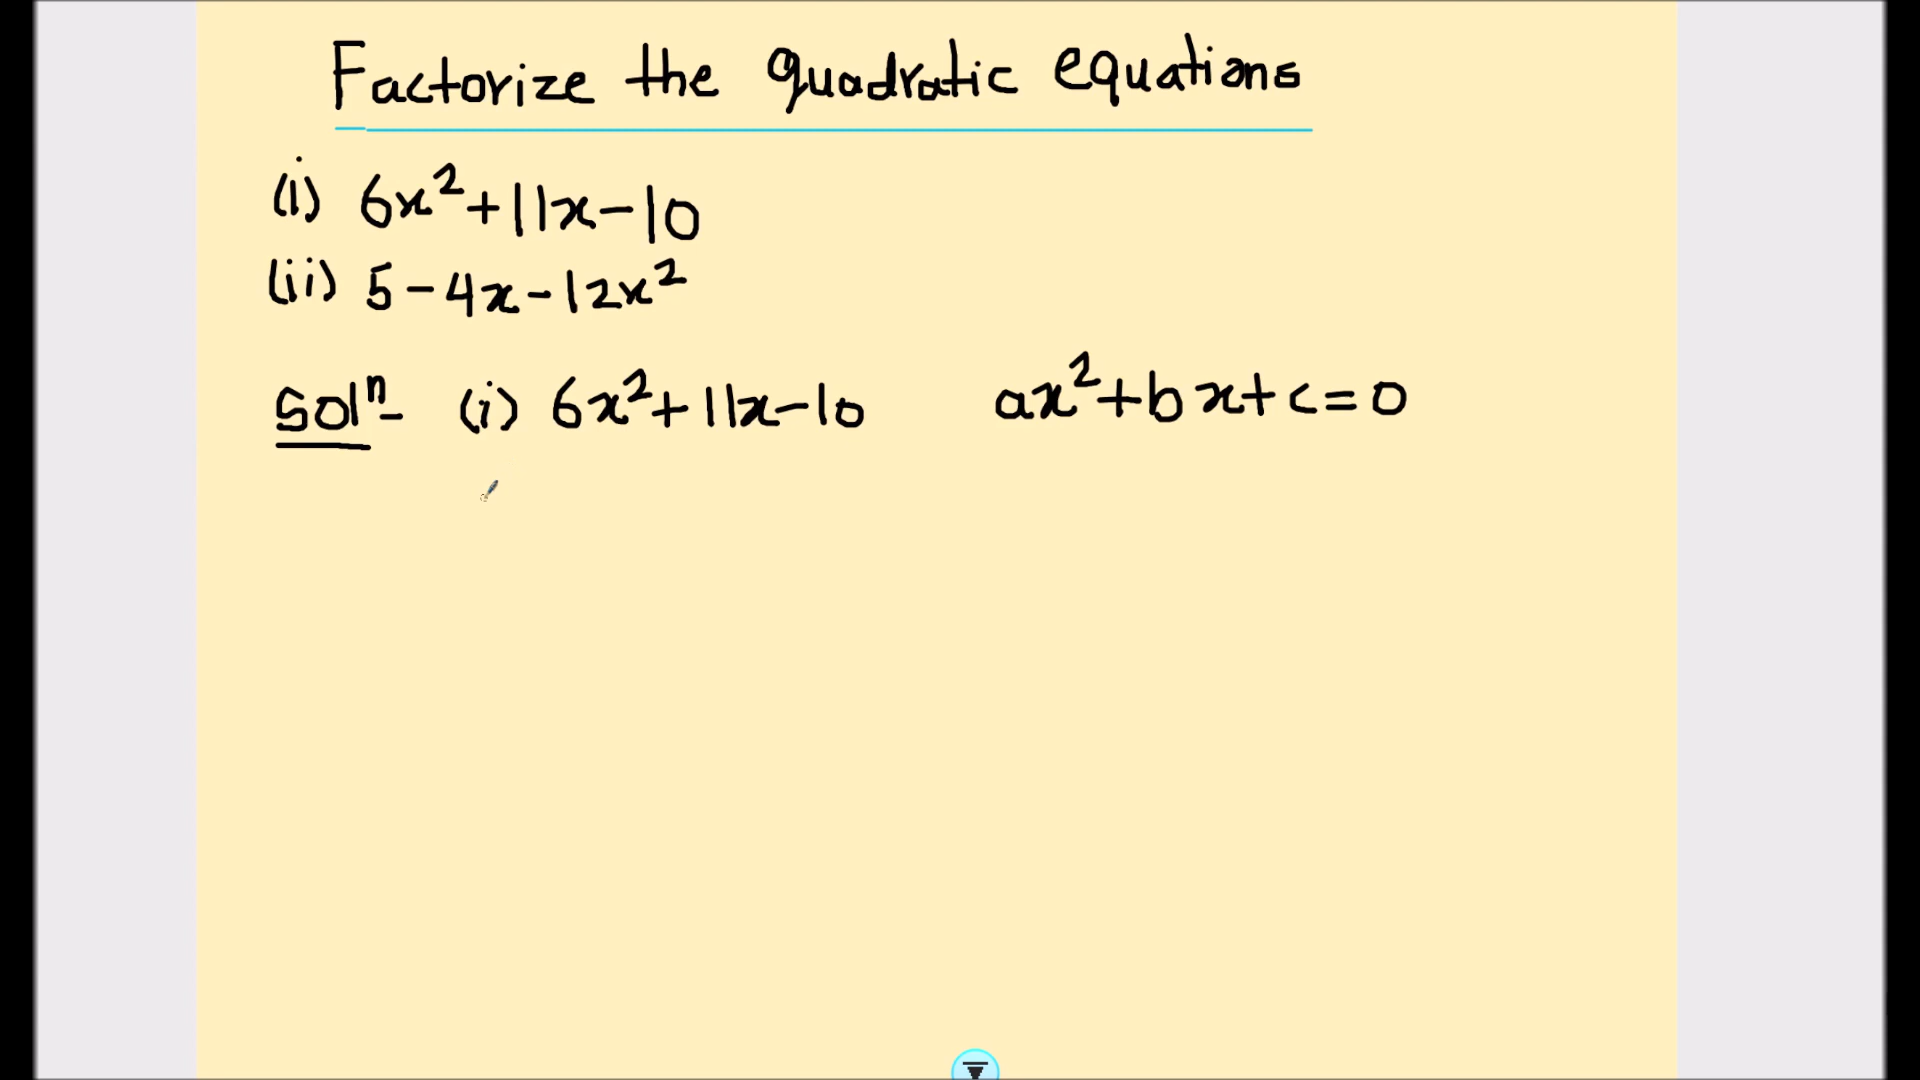 Factorize the quadratic equations
(i) 6x²+11x-10
(ii) 5-4x-12x²
Solⁿ- (i) 6x²+11x-10 ax²+bx+c=0